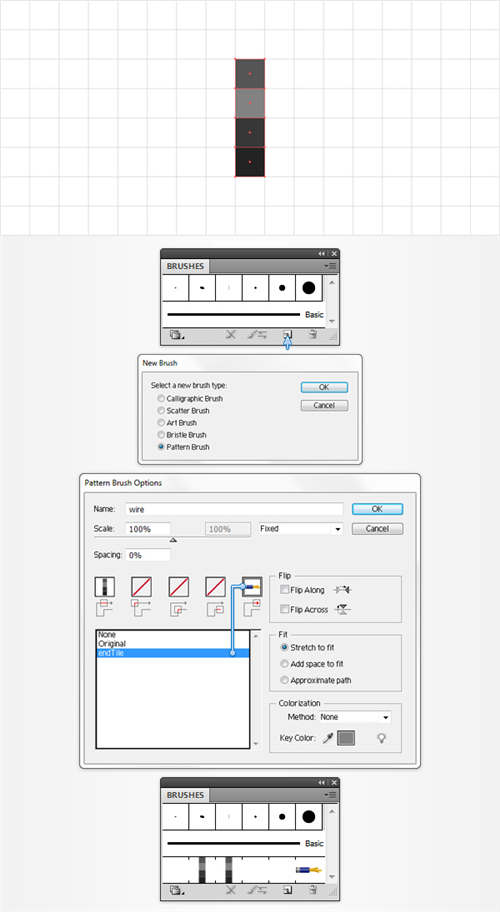 BRUSHES
Basic
New Brush
Select a new brush type:
OK
Calligraphic Brush
Cancel
Scatter Brush
Art Brush
Bristle Brush
Pattern Brush
Pattern Brush Options
Name: wire
OK
Scale: 100% 100% Fixed
Cancel
Spacing: 0%
Flip
Flip Along
Flip Across
None
Original
endTile
Fit
Stretch to fit
Add space to fit
Approximate path
Colorization
Method: None
Key Color:
BRUSHES
Basic